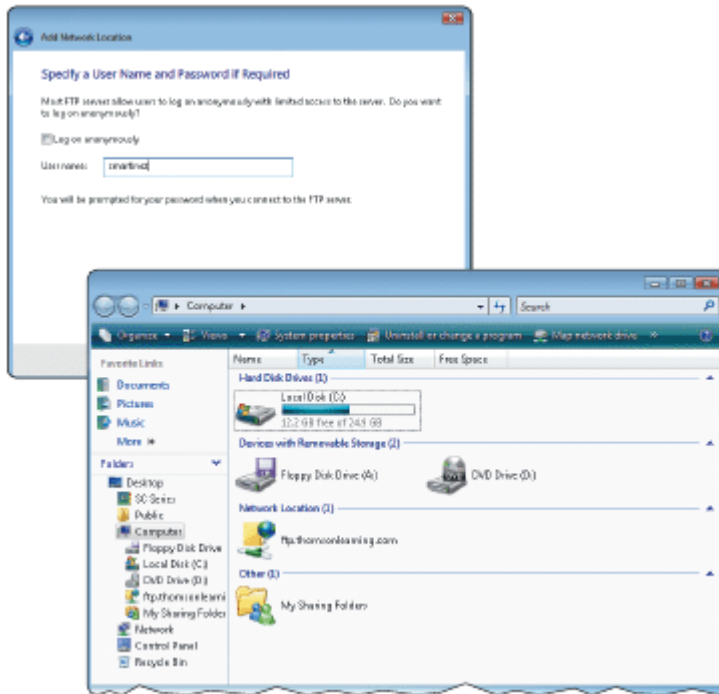 Add Network Location
Specify a User Name and Password if Required
Most FTP servers allow users to log on anonymously with limited access to the server. Do you want
to log on anonymously?
Log on anonymously
User name:
You will be prompted for your password when you connect to the FTP server.
Computer
Search
Organize
Views
System properties
Uninstall or change a program
Map network drive
»
Favorite Links
Documents
Pictures
Music
More »
Folders
Desktop
SC Series
Public
Computer
Floppy Disk Drive
Local Disk (C:)
DVD Drive (D:)
ftp.thomsonlearni
My Sharing Folder
Network
Control Panel
Recycle Bin
Name Type Total Size Free Space
Hard Disk Drives (1)
Local Disk (C:)
12.2 GB free of 24.9 GB
Devices with Removable Storage (2)
Floppy Disk Drive (A:) DVD Drive (D:)
Network Location (1)
ftp.thomsonlearning.com
Other (1)
My Sharing Folders